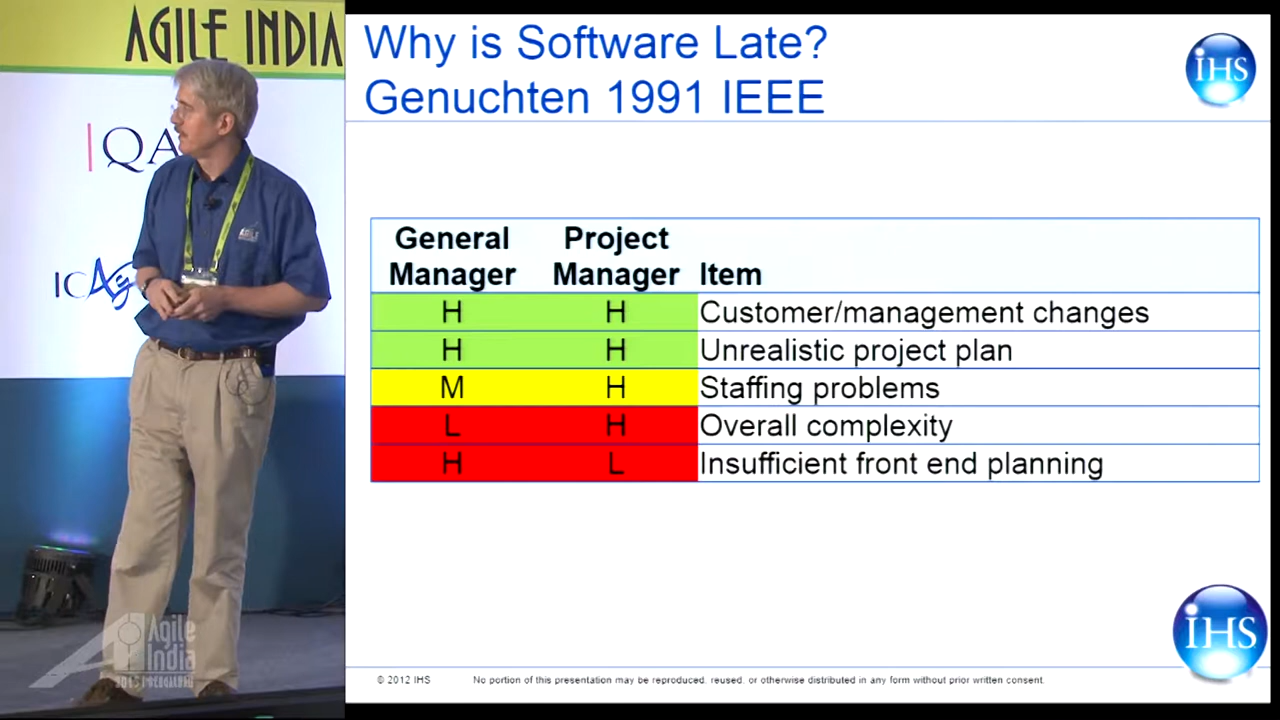 AGILE INDIA
QA
IC Ag
Agile
India
Why is Software Late?
Genuchten 1991 IEEE
IHS
General Manager Project Manager Item
H H Customer/management changes
H H Unrealistic project plan
M H Staffing problems
L H Overall complexity
H L Insufficient front end planning
IHS
© 2012 IHS No portion of this presentation may be reproduced, reused, or otherwise distributed in any form without prior written consent.